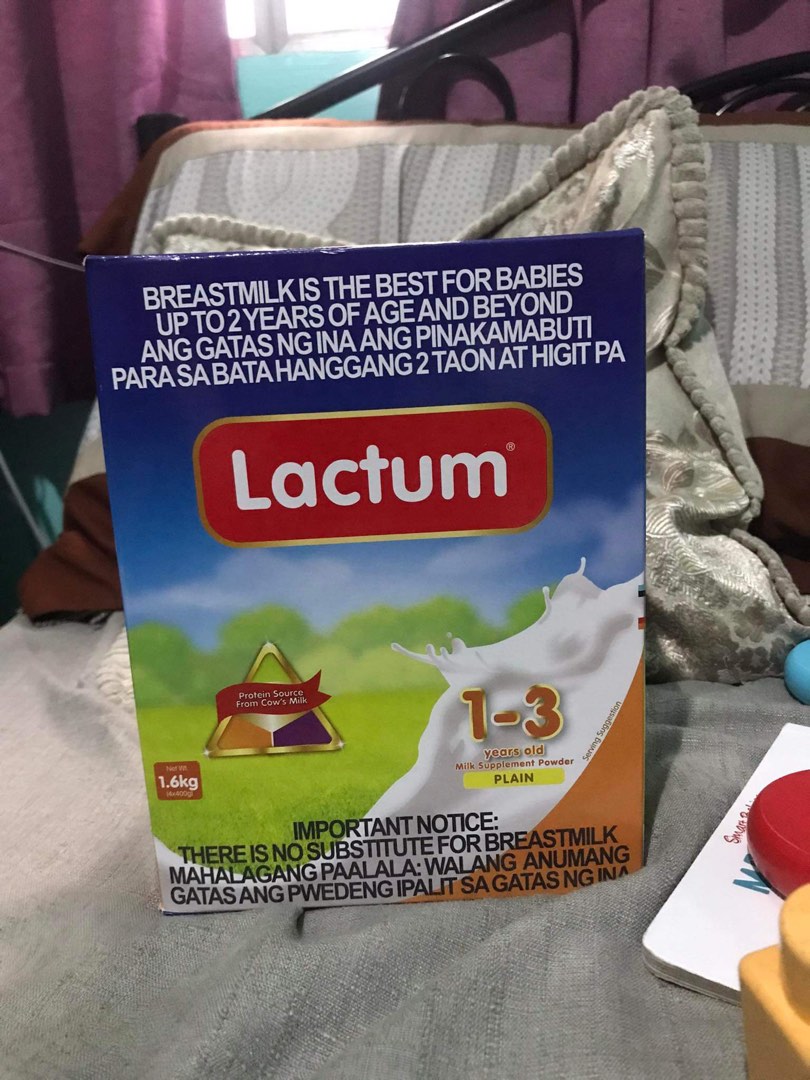 BREASTMILK IS THE BEST FOR BABIES
UP TO 2 YEARS OF AGE AND BEYOND
ANG GATAS NG INA ANG PINAKAMABUTI
PARA SA BATA HANGGANG 2 TAON AT HIGIT PA
Lactum®
Protein Source
From Cow's Milk
1-3
years old
Milk Supplement Powder
PLAIN
Serving Suggestion
Net Wt.
1.6kg
(4x400g)
IMPORTANT NOTICE:
THERE IS NO SUBSTITUTE FOR BREASTMILK
MAHALAGANG PAALALA: WALANG ANUMANG
GATAS ANG PWEDENG IPALIT SA GATAS NG INA